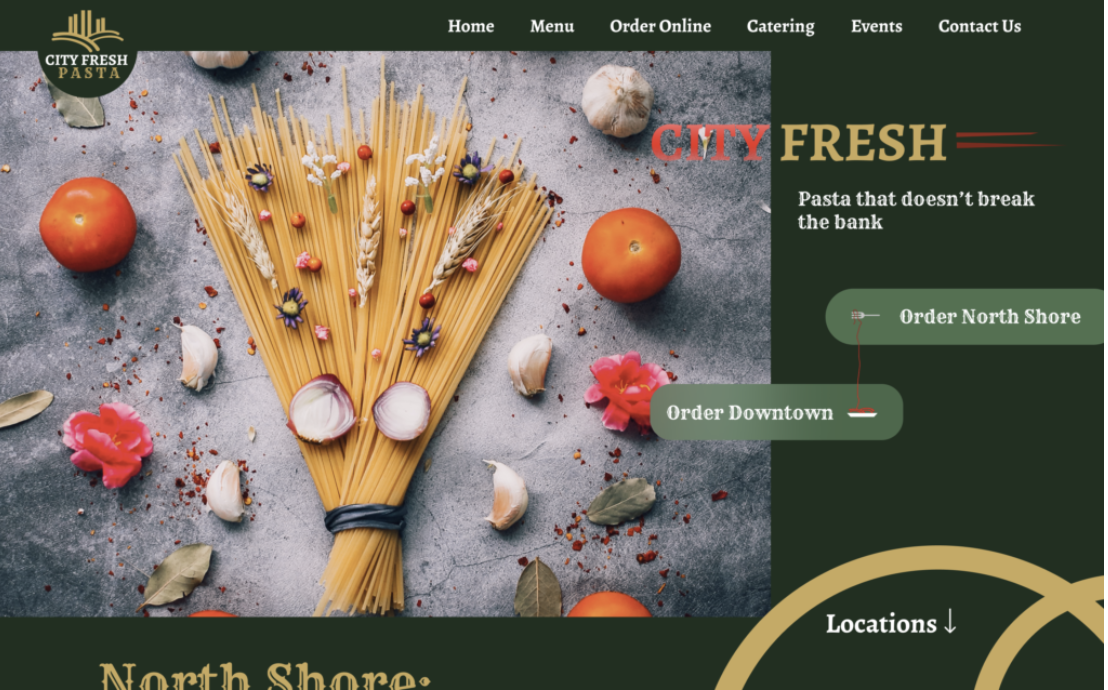 Home Menu Order Online Catering Events Contact Us
CITY FRESH
PASTA
CITY FRESH
Pasta that doesn't break
the bank
Order North Shore
Order Downtown
Locations ↓
North Shore: